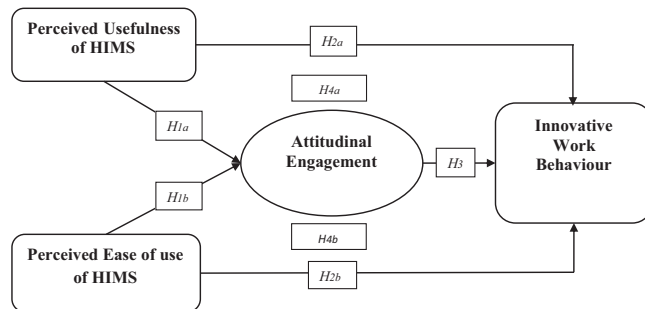 Perceived Usefulness
of HIMS
H2a
H4a
H1a
Attitudinal
Engagement
H3
Innovative
Work
Behaviour
H1b
H4b
Perceived Ease of use
of HIMS
H2b